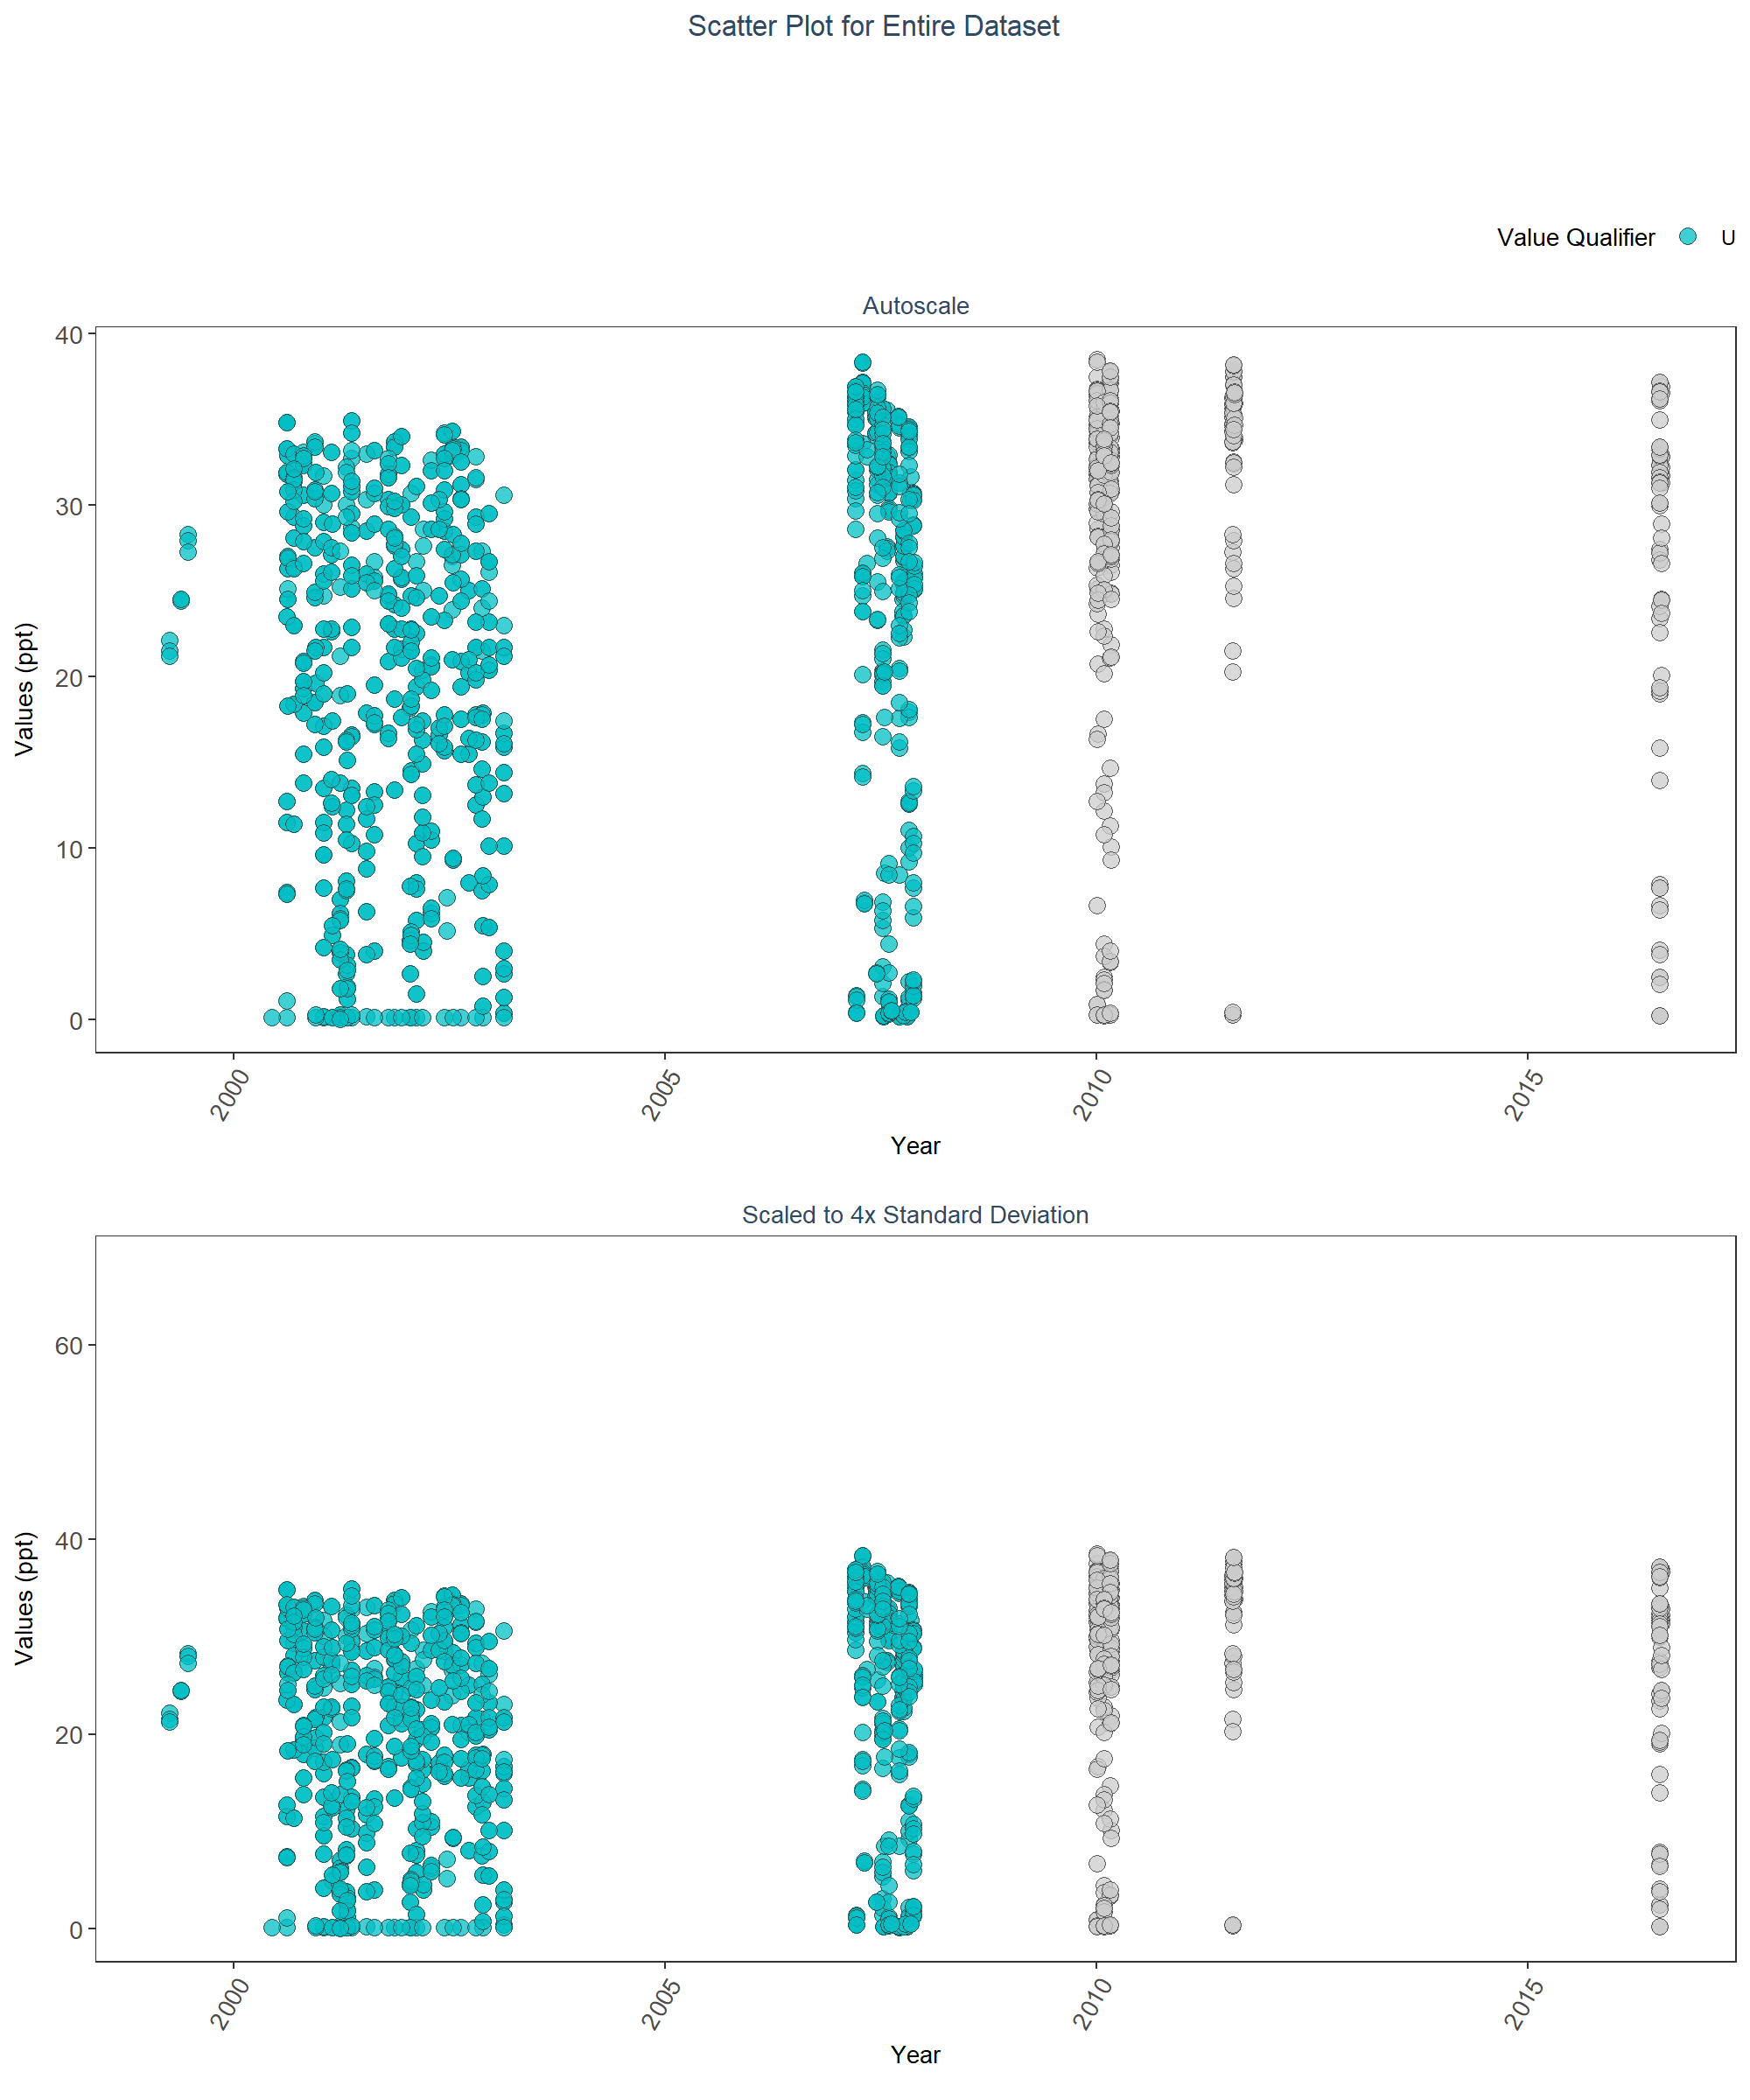 Scatter Plot for Entire Dataset
Value Qualifier U
Autoscale
40
30
20
10
0
Values (ppt)
2000 2005 2010 2015
Year
Scaled to 4x Standard Deviation
60
40
20
0
Values (ppt)
2000 2005 2010 2015
Year